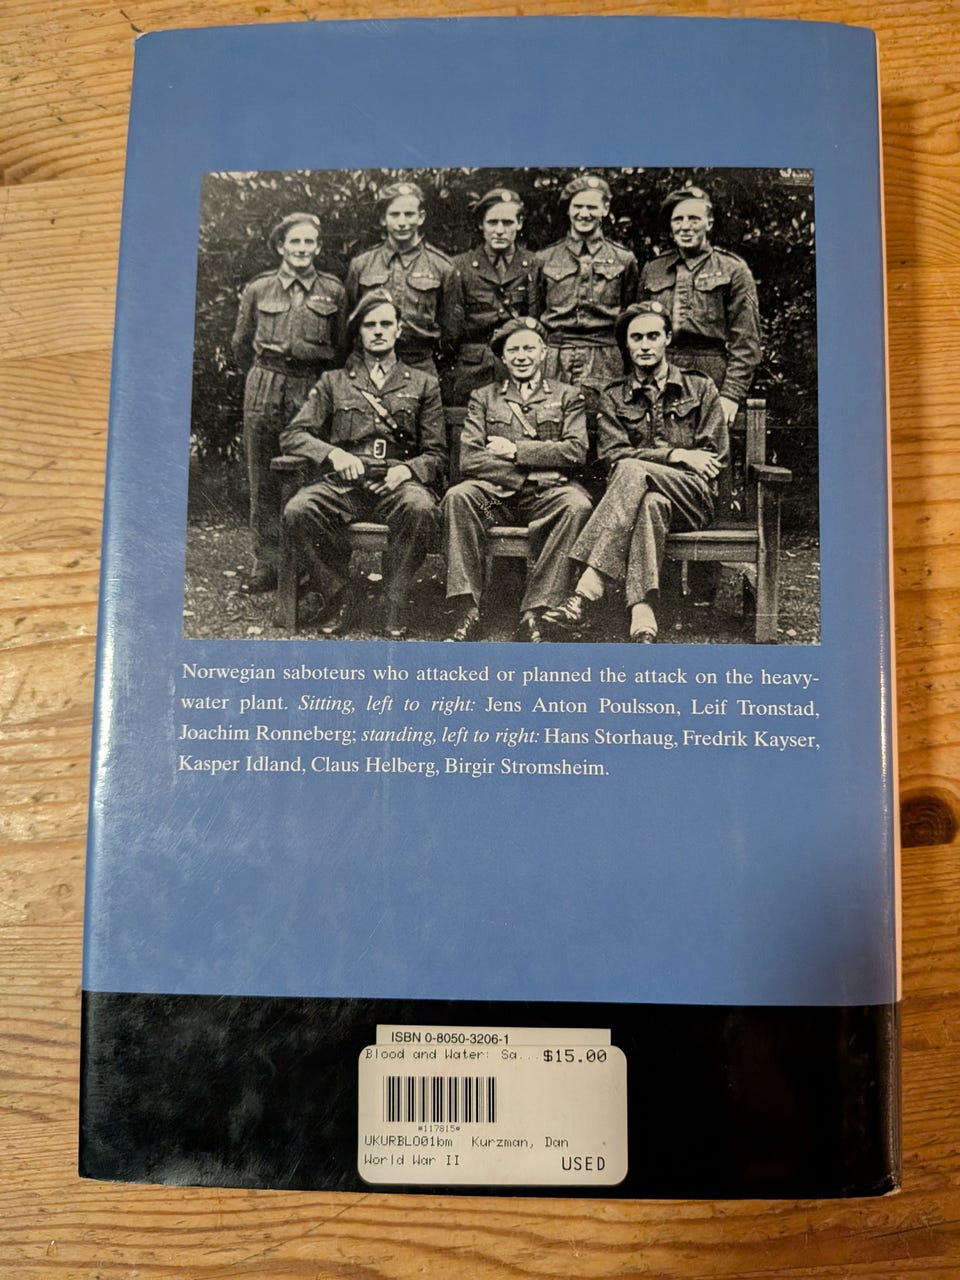 Norwegian saboteurs who attacked or planned the attack on the heavy-
water plant. Sitting, left to right: Jens Anton Poulsson, Leif Tronstad,
Joachim Ronneberg; standing, left to right: Hans Storhaug, Fredrik Kayser,
Kasper Idland, Claus Helberg, Birgir Stromsheim.
ISBN 0-8050-3206-1
Blood and Water: Sa... $15.00
*117815*
UKURBLO01bm Kurzman, Dan
World War II USED